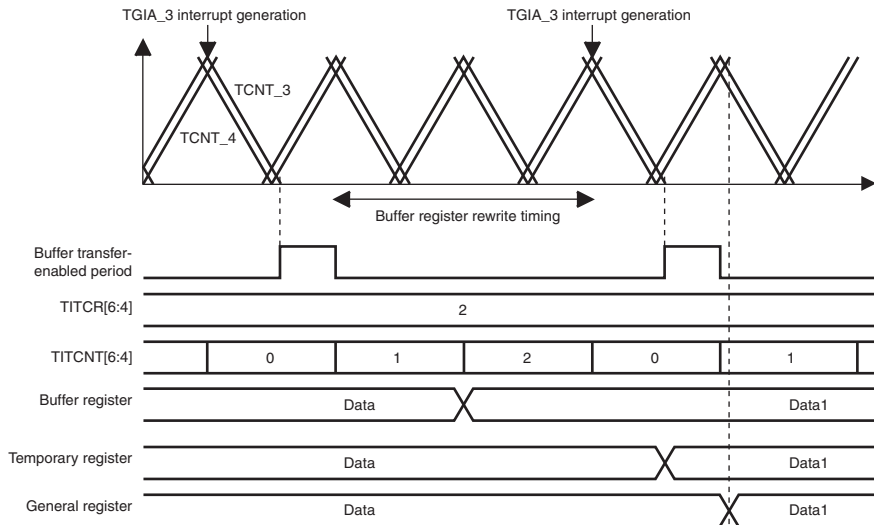 TGIA_3 interrupt generation
TGIA_3 interrupt generation
TCNT_3
TCNT_4
Buffer register rewrite timing
Buffer transfer-
enabled period
TITCR[6:4]
2
TITCNT[6:4]
0
1
2
0
1
Buffer register
Data
Data1
Temporary register
Data
Data1
General register
Data
Data1